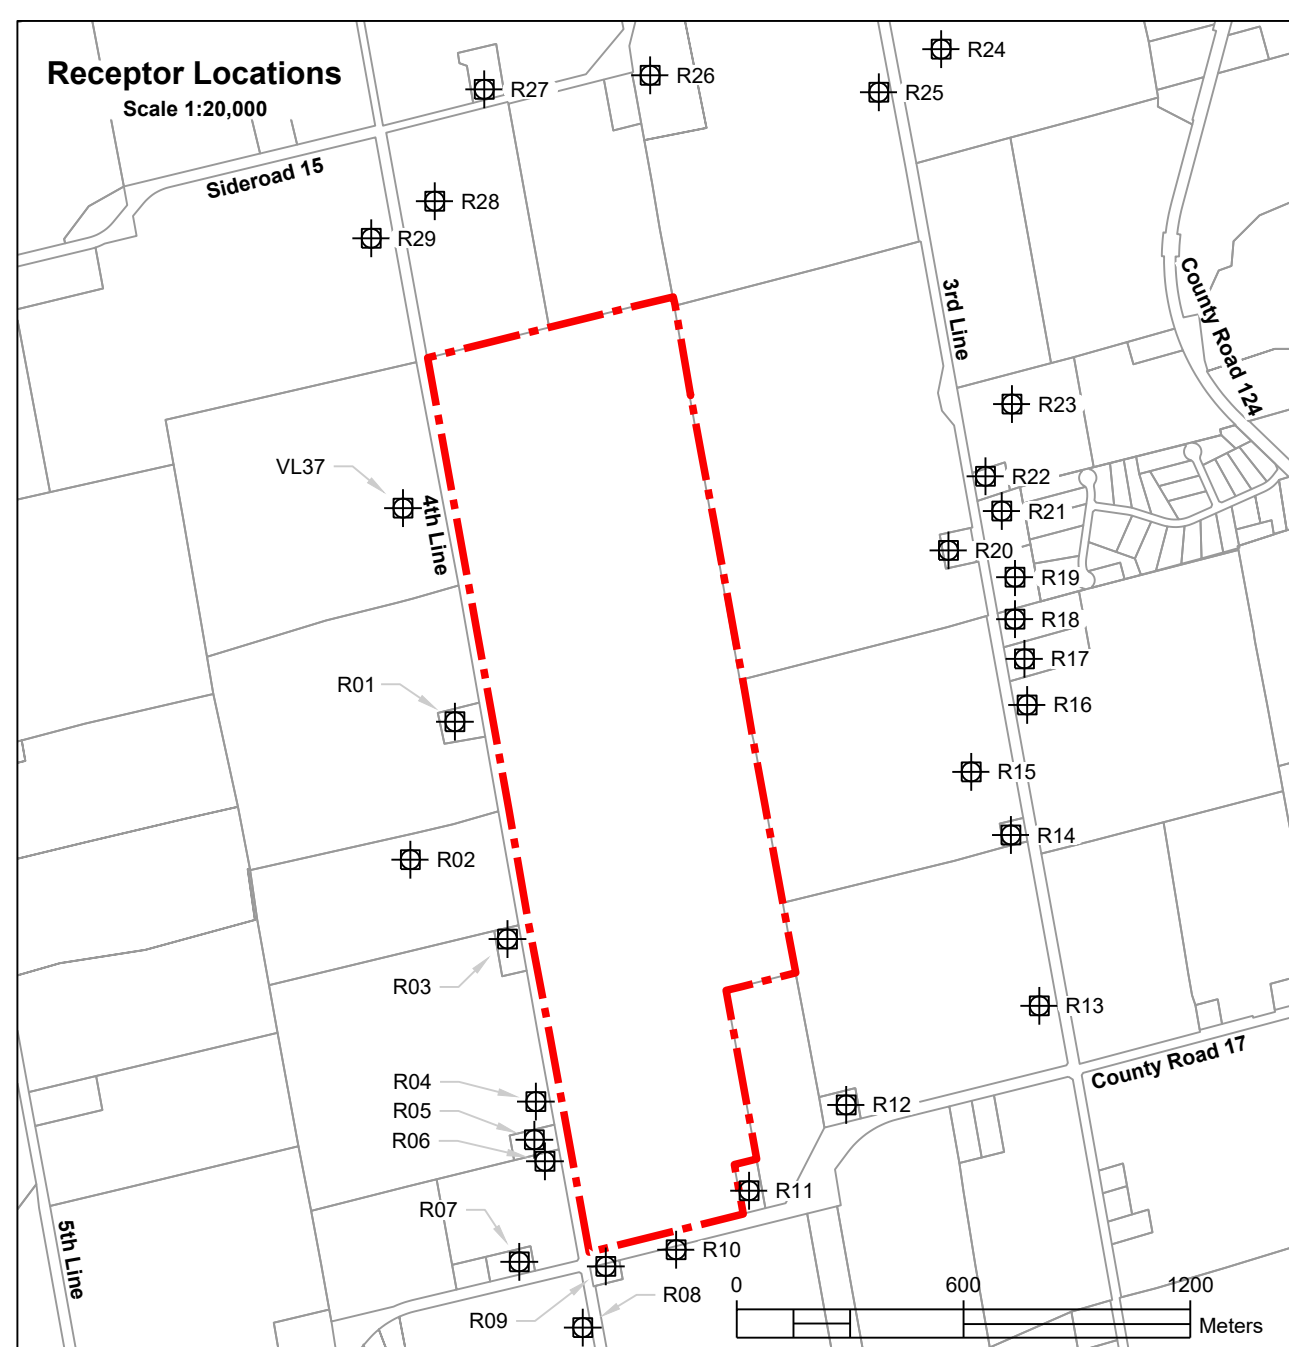 Receptor Locations
Scale 1:20,000
R24
R26
R25
R27
Sideroad 15
R28
R29
3rd Line
County Road 124
R23
VL37
4th Line
R22
R21
R20
R19
R18
R17
R01
R16
R15
R14
R02
R03
R13
County Road 17
R04
R05
R12
R06
R11
R07
5th Line
R10
R08
R09
0 600 1200
Meters